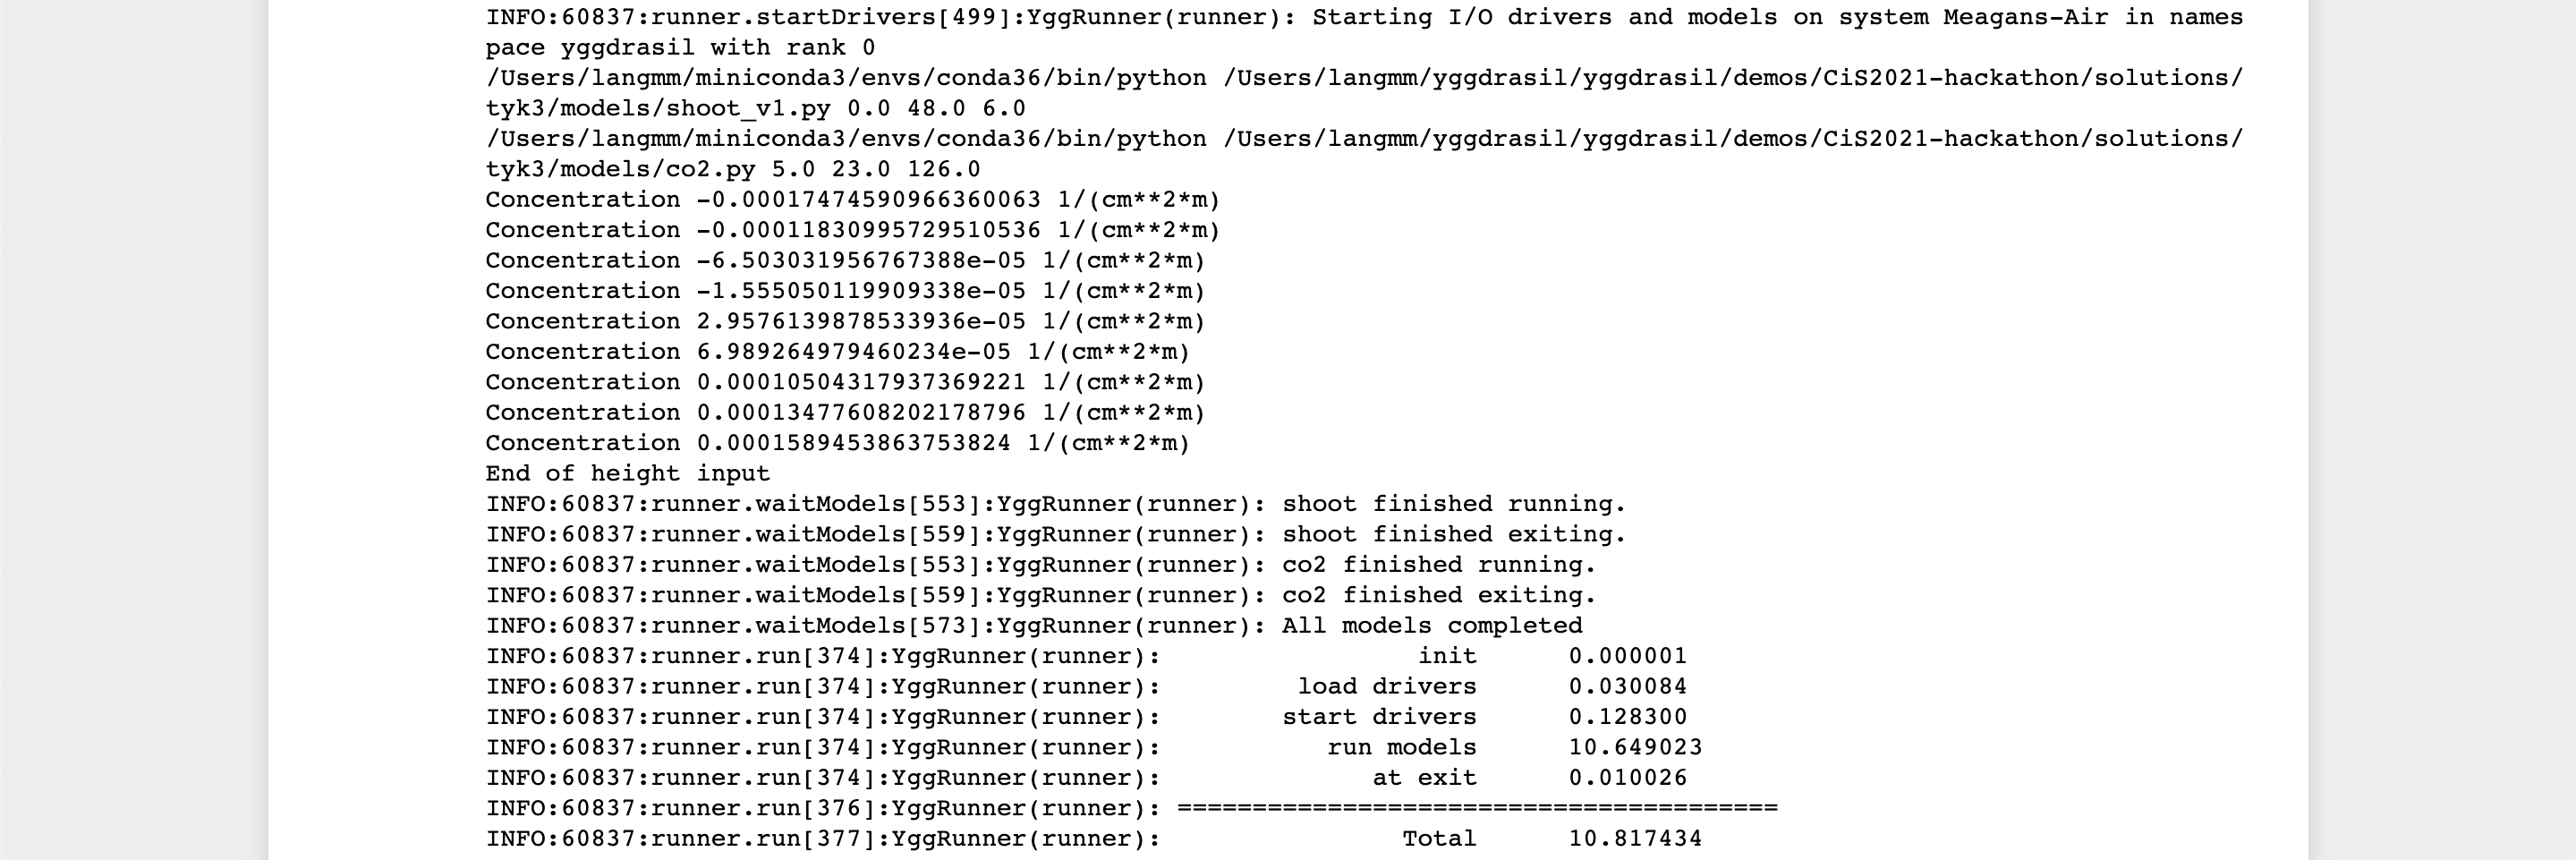 INFO:60837:runner.startDrivers[499]:YggRunner(runner): Starting I/O drivers and models on system Meagans-Air in names
pace yggdrasil with rank 0
/Users/langmm/miniconda3/envs/conda36/bin/python /Users/langmm/yggdrasil/yggdrasil/demos/CiS2021-hackathon/solutions/
tyk3/models/shoot_v1.py 0.0 48.0 6.0
/Users/langmm/miniconda3/envs/conda36/bin/python /Users/langmm/yggdrasil/yggdrasil/demos/CiS2021-hackathon/solutions/
tyk3/models/co2.py 5.0 23.0 126.0
Concentration -0.00017474590966360063 1/(cm**2*m)
Concentration -0.00011830995729510536 1/(cm**2*m)
Concentration -6.503031956767388e-05 1/(cm**2*m)
Concentration -1.555050119909338e-05 1/(cm**2*m)
Concentration 2.9576139878533936e-05 1/(cm**2*m)
Concentration 6.989264979460234e-05 1/(cm**2*m)
Concentration 0.00010504317937369221 1/(cm**2*m)
Concentration 0.00013477608202178796 1/(cm**2*m)
Concentration 0.0001589453863753824 1/(cm**2*m)
End of height input
INFO:60837:runner.waitModels[553]:YggRunner(runner): shoot finished running.
INFO:60837:runner.waitModels[559]:YggRunner(runner): shoot finished exiting.
INFO:60837:runner.waitModels[553]:YggRunner(runner): co2 finished running.
INFO:60837:runner.waitModels[559]:YggRunner(runner): co2 finished exiting.
INFO:60837:runner.waitModels[573]:YggRunner(runner): All models completed
INFO:60837:runner.run[374]:YggRunner(runner):                 init      0.000001
INFO:60837:runner.run[374]:YggRunner(runner):         load drivers      0.030084
INFO:60837:runner.run[374]:YggRunner(runner):        start drivers      0.128300
INFO:60837:runner.run[374]:YggRunner(runner):           run models      10.649023
INFO:60837:runner.run[374]:YggRunner(runner):              at exit      0.010026
INFO:60837:runner.run[376]:YggRunner(runner): ========================================
INFO:60837:runner.run[377]:YggRunner(runner):                Total      10.817434